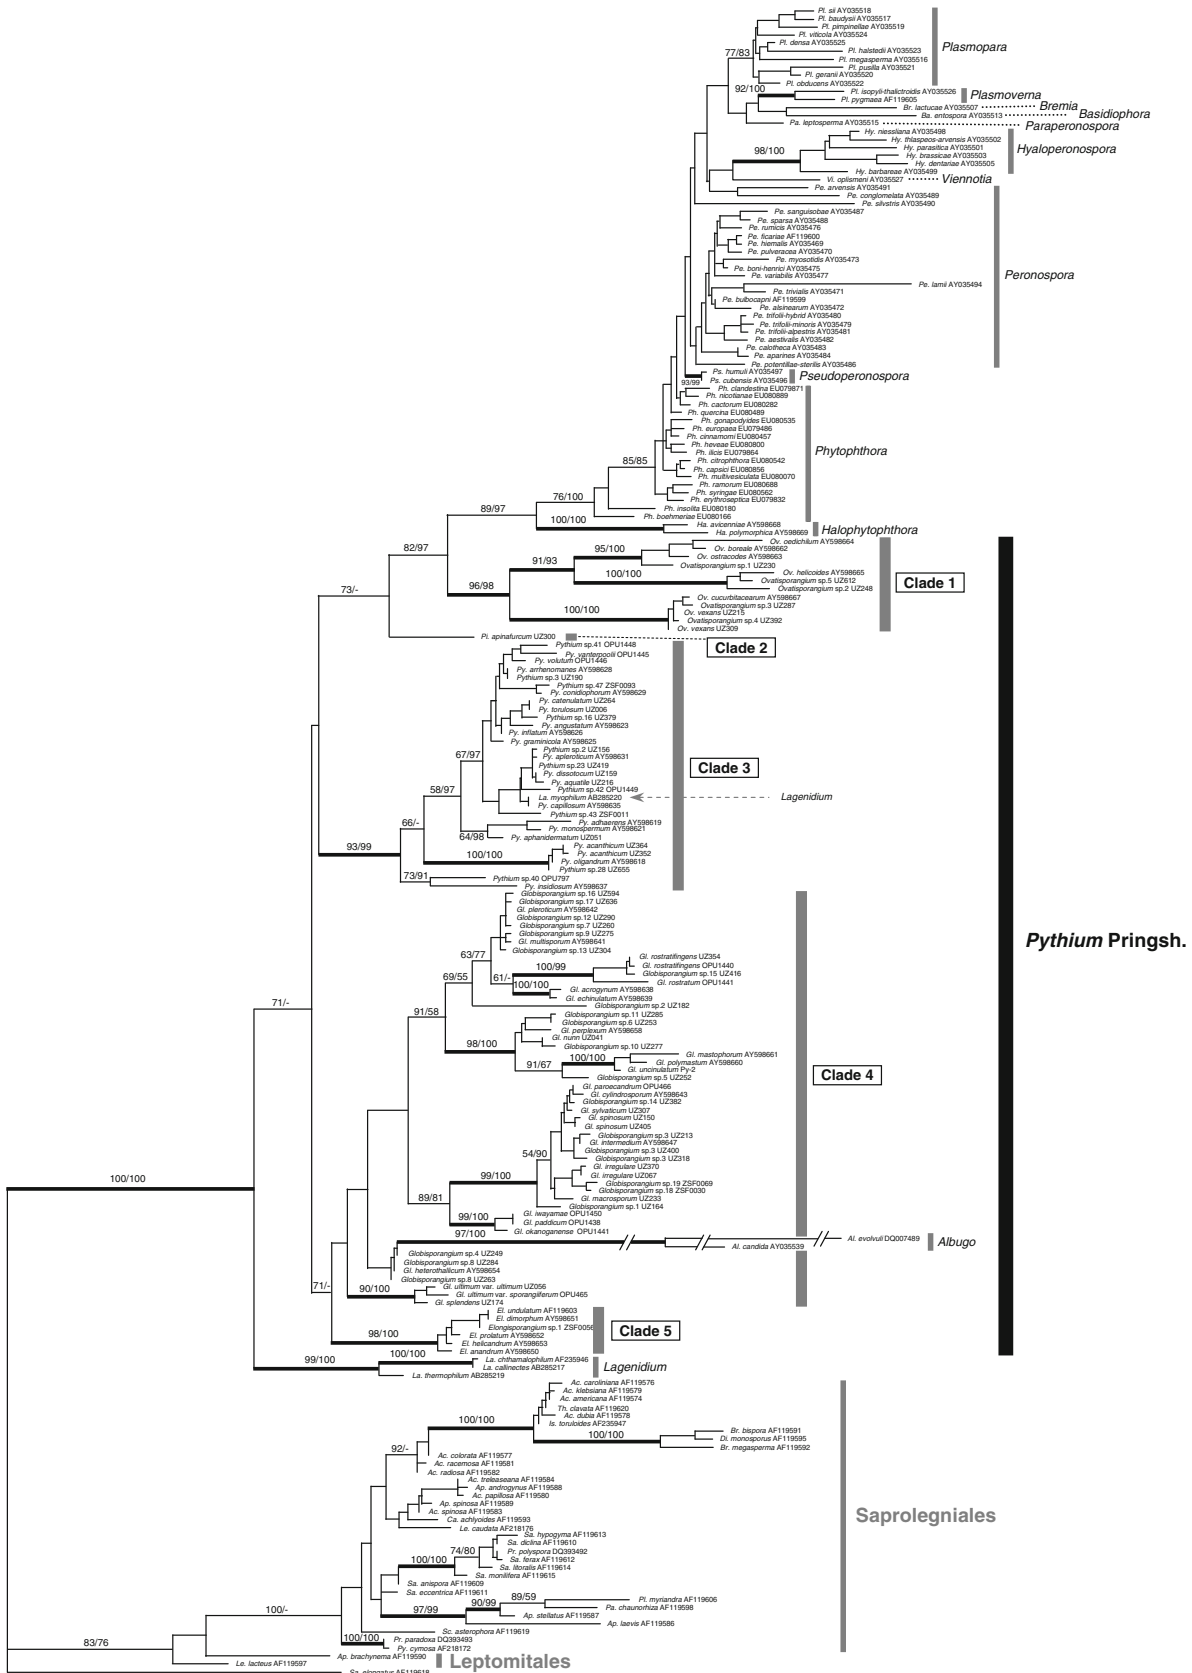 Pl. sii AY035518
Pl. baudysii AY035517
Pl. pimpinellae AY035519
Pl. viticola AY035524
Pl. densa AY035525
77/83
Pl. halstedii AY035523
Plasmopara
Pl. megasperma AY035516
Pl. pusilla AY035521
Pl. geranii AY035520
Pl. obducens AY035522
92/100
Pl. isopyli-thalictroidis AY035526
Plasmoverna
Pl. pygmaea AF119605
Br. lactucae AY035507
Bremia
Ba. entospora AY035513
Basidiophora
Pa. leptosperma AY035515
Paraperonospora
Hy. niessliana AY035498
Hy. thlaspeos-arvensis AY035502
Hy. parasitica AY035501
Hyaloperonospora
98/100
Hy. brassicae AY035503
Hy. dentariae AY035505
Hy. barbareae AY035499
Vi. oplismeni AY035527
Viennotia
Pe. arvensis AY035491
Pe. conglomelata AY035489
Pe. silvstris AY035490
Pe. sanguisobae AY035487
Pe. sparsa AY035488
Pe. rumicis AY035476
Pe. ficariae AF119600
Pe. hiemalis AY035469
Pe. pulveracea AY035470
Pe. myosotidis AY035473
Pe. boni-henrici AY035475
Pe. variabilis AY035477
Peronospora
Pe. lamii AY035494
Pe. trivialis AY035471
Pe. bulbocapni AF119599
Pe. alsinearum AY035472
Pe. trifolii-hybrid AY035480
Pe. trifolii-minoris AY035479
Pe. trifolii-alpestris AY035481
Pe. aestivalis AY035482
Pe. calotheca AY035483
Pe. aparines AY035484
Pe. potentillae-sterilis AY035486
Ps. humuli AY035497
Pseudoperonospora
93/99
Ps. cubensis AY035496
Ph. clandestina EU079871
Ph. nicotianae EU080889
Ph. cactorum EU080282
Ph. quercina EU080489
Ph. gonapodyides EU080535
Ph. europaea EU079486
Ph. cinnamomi EU080457
Ph. heveae EU080800
Phytophthora
Ph. ilicis EU079864
85/85
Ph. citrophthora EU080542
Ph. capsici EU080856
Ph. multivesiculata EU080070
Ph. ramorum EU080688
Ph. syringae EU080562
76/100
Ph. erythroseptica EU079832
89/97
Ph. insolita EU080180
Ph. boehmeriae EU080166
100/100
Ha. avicenniae AY598668
Halophytophthora
Ha. polymorphica AY598669
Ov. oedichilum AY598664
82/97
95/100
Ov. boreale AY598662
Ov. ostracodes AY598663
91/93
Ovatisporangium sp.1 UZ230
Ov. helicoides AY598665
100/100
Ovatisporangium sp.5 UZ612
Clade 1
96/98
Ovatisporangium sp.2 UZ248
73/-
Ov. cucurbitacearum AY598667
Ovatisporangium sp.3 UZ287
100/100
Ov. vexans UZ215
Ovatisporangium sp.4 UZ392
Ov. vexans UZ309
Pi. apinafurcum UZ300
Clade 2
Pythium sp.41 OPU1448
Py. vanterpoolii OPU1445
Py. volutum OPU1446
Py. arrhenomanes AY598628
Pythium sp.3 UZ190
Pythium sp.47 ZSF0093
Py. conidiophorum AY598629
Py. catenulatum UZ264
Py. torulosum UZ006
Pythium sp.16 UZ379
Py. angustatum AY598623
Py. inflatum AY598626
Py. graminicola AY598625
67/97
Pythium sp.2 UZ156
Py. apleroticum AY598631
Pythium sp.23 UZ419
Clade 3
Py. dissotocum UZ159
Py. aquatile UZ216
58/97
Pythium sp.42 OPU1449
La. myophilum AB285220
Lagenidium
Py. capillosum AY598635
Pythium sp.43 ZSF0011
66/-
Py. adhaerens AY598619
Py. monospermum AY598621
64/98
Py. aphanidermatum UZ051
93/99
Py. acanthicum UZ364
100/100
Py. acanthicum UZ352
Py. oligandrum AY598618
Pythium sp.28 UZ655
73/91
Pythium sp.40 OPU797
Py. insidiosum AY598637
Globisporangium sp.16 UZ594
Globisporangium sp.17 UZ636
Gl. pleroticum AY598642
Globisporangium sp.12 UZ290
Globisporangium sp.7 UZ260
Globisporangium sp.9 UZ275
Gl. multisporum AY598641
Pythium Pringsh.
Globisporangium sp.13 UZ304
63/77
Gl. rostratifingens UZ354
100/99
Gl. rostratifingens OPU1440
69/55
61/-
Globisporangium sp.15 UZ416
Gl. rostratum OPU1441
100/100
Gl. acrogynum AY598638
Gl. echinulatum AY598639
71/-
Globisporangium sp.2 UZ182
91/58
Globisporangium sp.11 UZ285
Globisporangium sp.6 UZ253
Gl. perplexum AY598658
98/100
Gl. nunn UZ041
Globisporangium sp.10 UZ277
100/100
Gl. mastophorum AY598661
91/67
Gl. polymastum AY598660
Gl. uncinulatum Py-2
Clade 4
Globisporangium sp.5 UZ252
Gl. paroecandrum OPU466
Gl. cylindrosporum AY598643
Globisporangium sp.14 UZ382
Gl. sylvaticum UZ307
Gl. spinosum UZ150
Gl. spinosum UZ405
Globisporangium sp.3 UZ213
Gl. intermedium AY598647
Globisporangium sp.3 UZ400
54/90
Globisporangium sp.3 UZ318
Gl. irregulare UZ370
99/100
Gl. irregulare UZ067
100/100
Globisporangium sp.19 ZSF0069
Globisporangium sp.18 ZSF0030
89/81
Gl. macrosporum UZ233
Globisporangium sp.1 UZ164
99/100
Gl. iwayamae OPU1450
Gl. paddicum OPU1438
Gl. okanoganense OPU1441
97/100
Al. evolvuli DQ007489
Albugo
Al. candida AY035539
Globisporangium sp.4 UZ249
Globisporangium sp.8 UZ284
Gl. heterothallicum AY598654
Globisporangium sp.8 UZ263
71/-
90/100
Gl. ultimum var. ultimum UZ056
Gl. ultimum var. sporangiiferum OPU465
Gl. splendens UZ174
El. undulatum AF119603
El. dimorphum AY598651
Elongisporangium sp.1 ZSF0056
Clade 5
98/100
El. prolatum AY598652
El. helicandrum AY598653
El. anandrum AY598650
100/100
La. chthamalophilum AF235946
99/100
La. callinectes AB285217
Lagenidium
La. thermophilum AB285219
Ac. caroliniana AF119576
Ac. klebsiana AF119579
Ac. americana AF119574
Th. clavata AF119620
Ac. dubia AF119578
100/100
Is. toruloides AF235947
100/100
Br. bispora AF119591
Di. monosporus AF119595
92/-
Br. megasperma AF119592
Ac. colorata AF119577
Ac. racemosa AF119581
Ac. radiosa AF119582
Ac. treleaseana AF119584
Ap. androgynus AF119588
Ac. papillosa AF119580
Ap. spinosa AF119589
Ac. spinosa AF119583
Saprolegniales
Ca. achlyoides AF119593
Le. caudata AF218176
Sa. hypogyma AF119613
Sa. diclina AF119610
74/80
Pr. polyspora DQ393492
100/100
Sa. ferax AF119612
Sa. litoralis AF119614
Sa. monilifera AF119615
Sa. anispora AF119609
Sa. eccentrica AF119611
89/59
90/99
Pl. myriandra AF119606
97/99
Pa. chaunorhiza AF119598
100/-
Ap. stellatus AF119587
Ap. laevis AF119586
Sc. asterophora AF119619
100/100
Pr. paradoxa DQ393493
83/76
Py. cymosa AF218172
Ap. brachynema AF119590
Leptomitales
Le. lacteus AF119597
Sa. elongatus AF119618